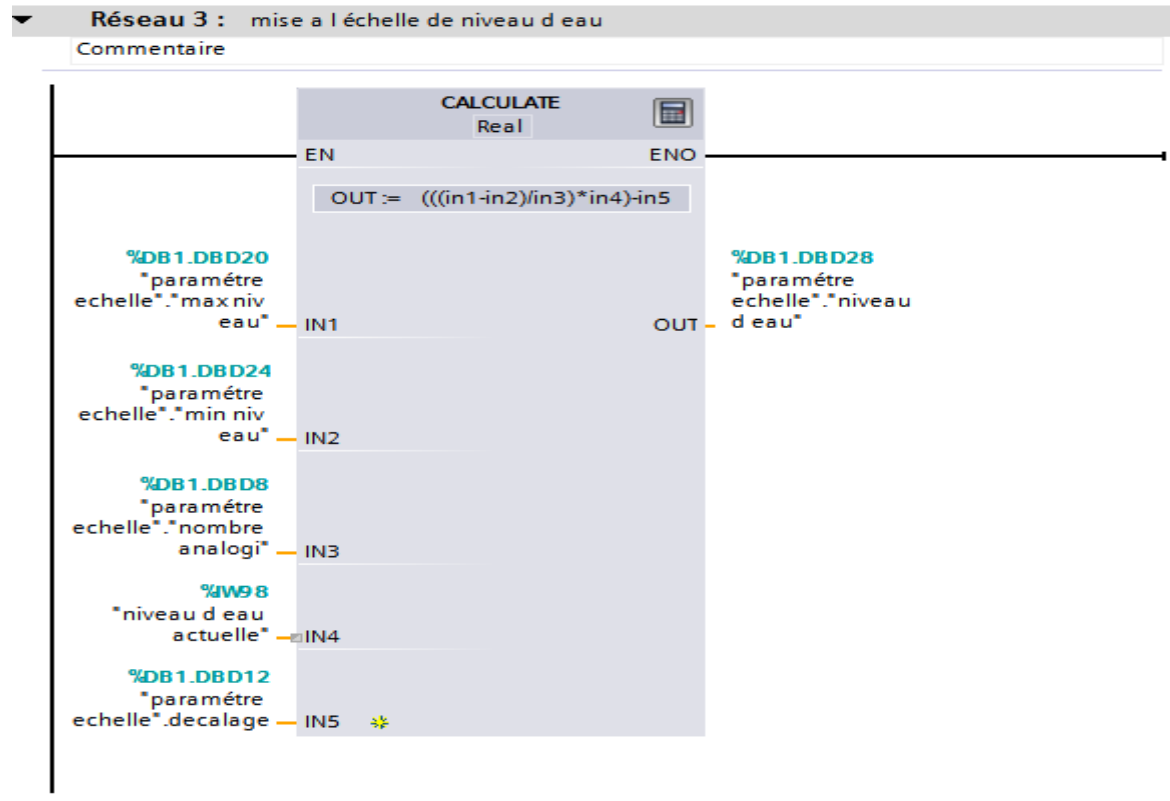 Réseau 3 : mise a l échelle de niveau d eau
Commentaire
CALCULATE
Real
EN
ENO
OUT := (((in1-in2)/in3)*in4)-in5
%DB1.DBD20
"paramétre
echelle"."max niv
eau"
IN1
%DB1.DBD28
"paramétre
echelle"."niveau
d eau"
OUT
%DB1.DBD24
"paramétre
echelle"."min niv
eau"
IN2
%DB1.DBD8
"paramétre
echelle"."nombre
analogi"
IN3
%IW98
"niveau d eau
actuelle"
IN4
%DB1.DBD12
"paramétre
echelle".decalage
IN5